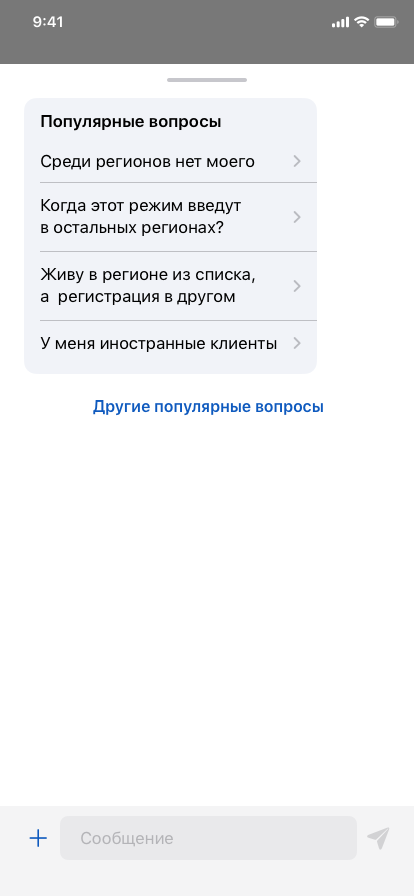 9:41
Популярные вопросы
Среди регионов нет моего
Когда этот режим введут
в остальных регионах?
Живу в регионе из списка,
а  регистрация в другом
У меня иностранные клиенты
Другие популярные вопросы
Сообщение